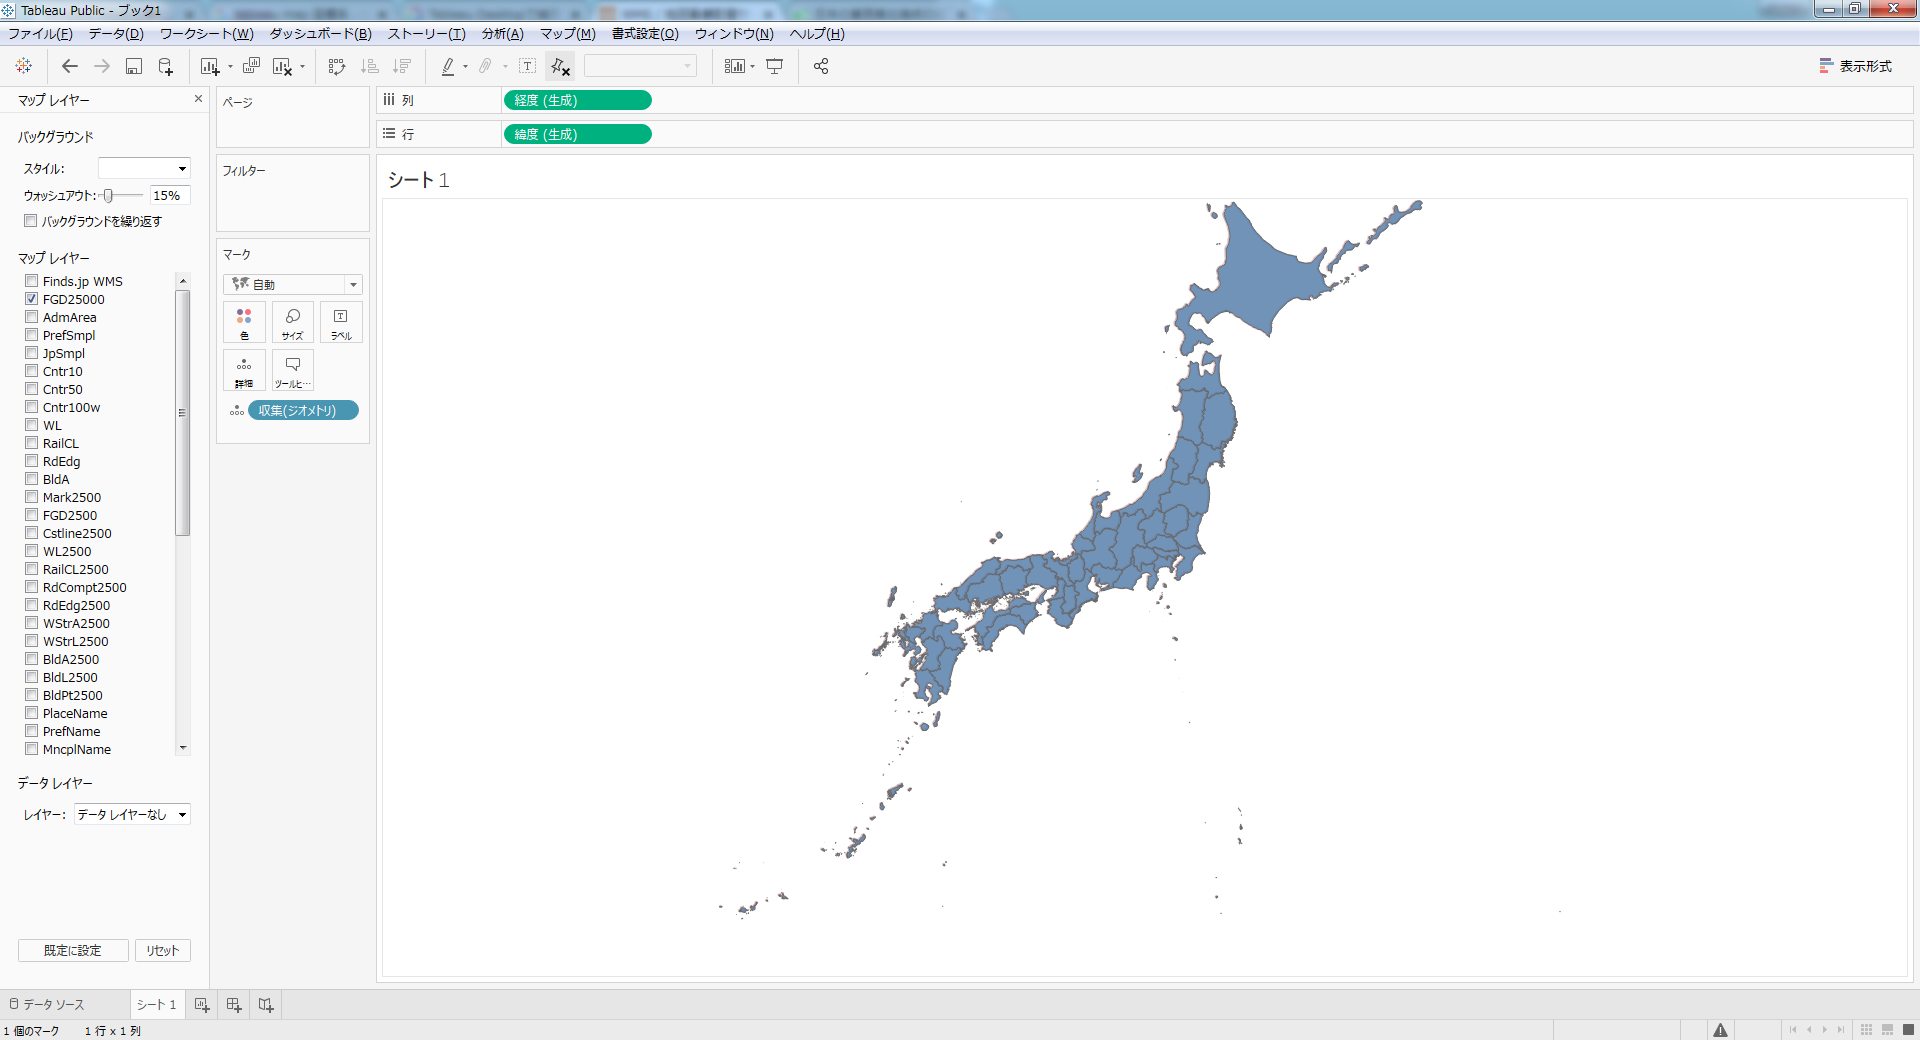 Tableau Public - ブック1
ファイル(F) データ(D) ワークシート(W) ダッシュボード(B) ストーリー(T) 分析(A) マップ(M) 書式設定(O) ウィンドウ(N) ヘルプ(H)
表示形式
マップ レイヤー
バックグラウンド
スタイル:
ウォッシュアウト: 15%
バックグラウンドを繰り返す
マップ レイヤー
Finds.jp WMS
FGD25000
AdmArea
PrefSmpl
JpSmpl
Cntr10
Cntr50
Cntr100w
WL
RailCL
RdEdg
BldA
Mark2500
FGD2500
Cstline2500
WL2500
RailCL2500
RdCompt2500
RdEdg2500
WStrA2500
WStrL2500
BldA2500
BldL2500
BldPt2500
PlaceName
PrefName
MncplName
データ レイヤー
レイヤー: データ レイヤーなし
既定に設定 リセット
ページ
フィルター
マーク
自動
色 サイズ ラベル
詳細 ツールヒ…
収集(ジオメトリ)
列 経度 (生成)
行 緯度 (生成)
シート 1
データ ソース シート 1
1 個のマーク 1 行 x 1 列